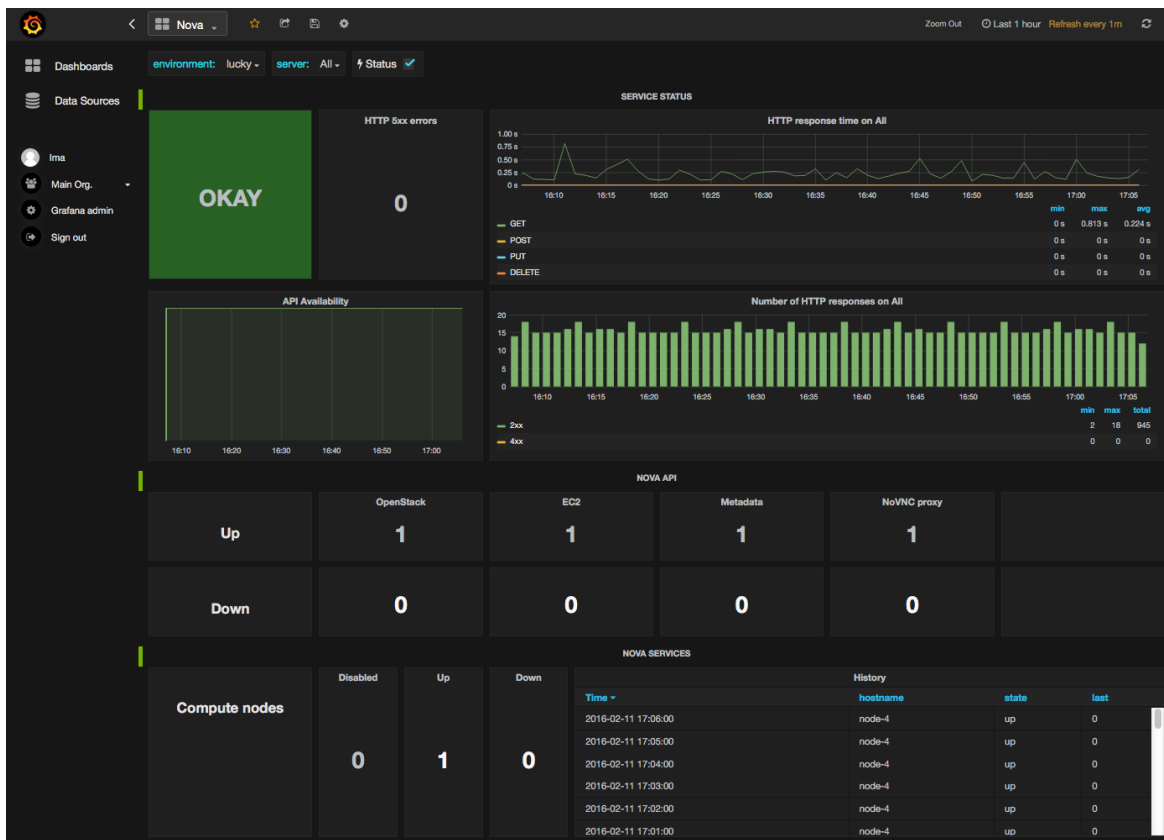 Nova
Zoom Out Last 1 hour Refresh every 1m
Dashboards
Data Sources
Ima
Main Org.
Grafana admin
Sign out
environment: lucky server: All Status
SERVICE STATUS
OKAY
HTTP 5xx errors
0
HTTP response time on All
1.00 s
0.75 s
0.50 s
0.25 s
0 s
16:10 16:15 16:20 16:25 16:30 16:35 16:40 16:45 16:50 16:55 17:00 17:05
min max avg
GET 0 s 0.813 s 0.224 s
POST 0 s 0 s 0 s
PUT 0 s 0 s 0 s
DELETE 0 s 0 s 0 s
API Availability
16:10 16:20 16:30 16:40 16:50 17:00
Number of HTTP responses on All
20
15
10
5
0
16:10 16:15 16:20 16:25 16:30 16:35 16:40 16:45 16:50 16:55 17:00 17:05
min max total
2xx 2 18 945
4xx 0 0 0
NOVA API
OpenStack EC2 Metadata NoVNC proxy
Up 1 1 1 1
Down 0 0 0 0
NOVA SERVICES
Compute nodes
Disabled Up Down
0 1 0
History
Time hostname state last
2016-02-11 17:06:00 node-4 up 0
2016-02-11 17:05:00 node-4 up 0
2016-02-11 17:04:00 node-4 up 0
2016-02-11 17:03:00 node-4 up 0
2016-02-11 17:02:00 node-4 up 0
2016-02-11 17:01:00 node-4 up 0